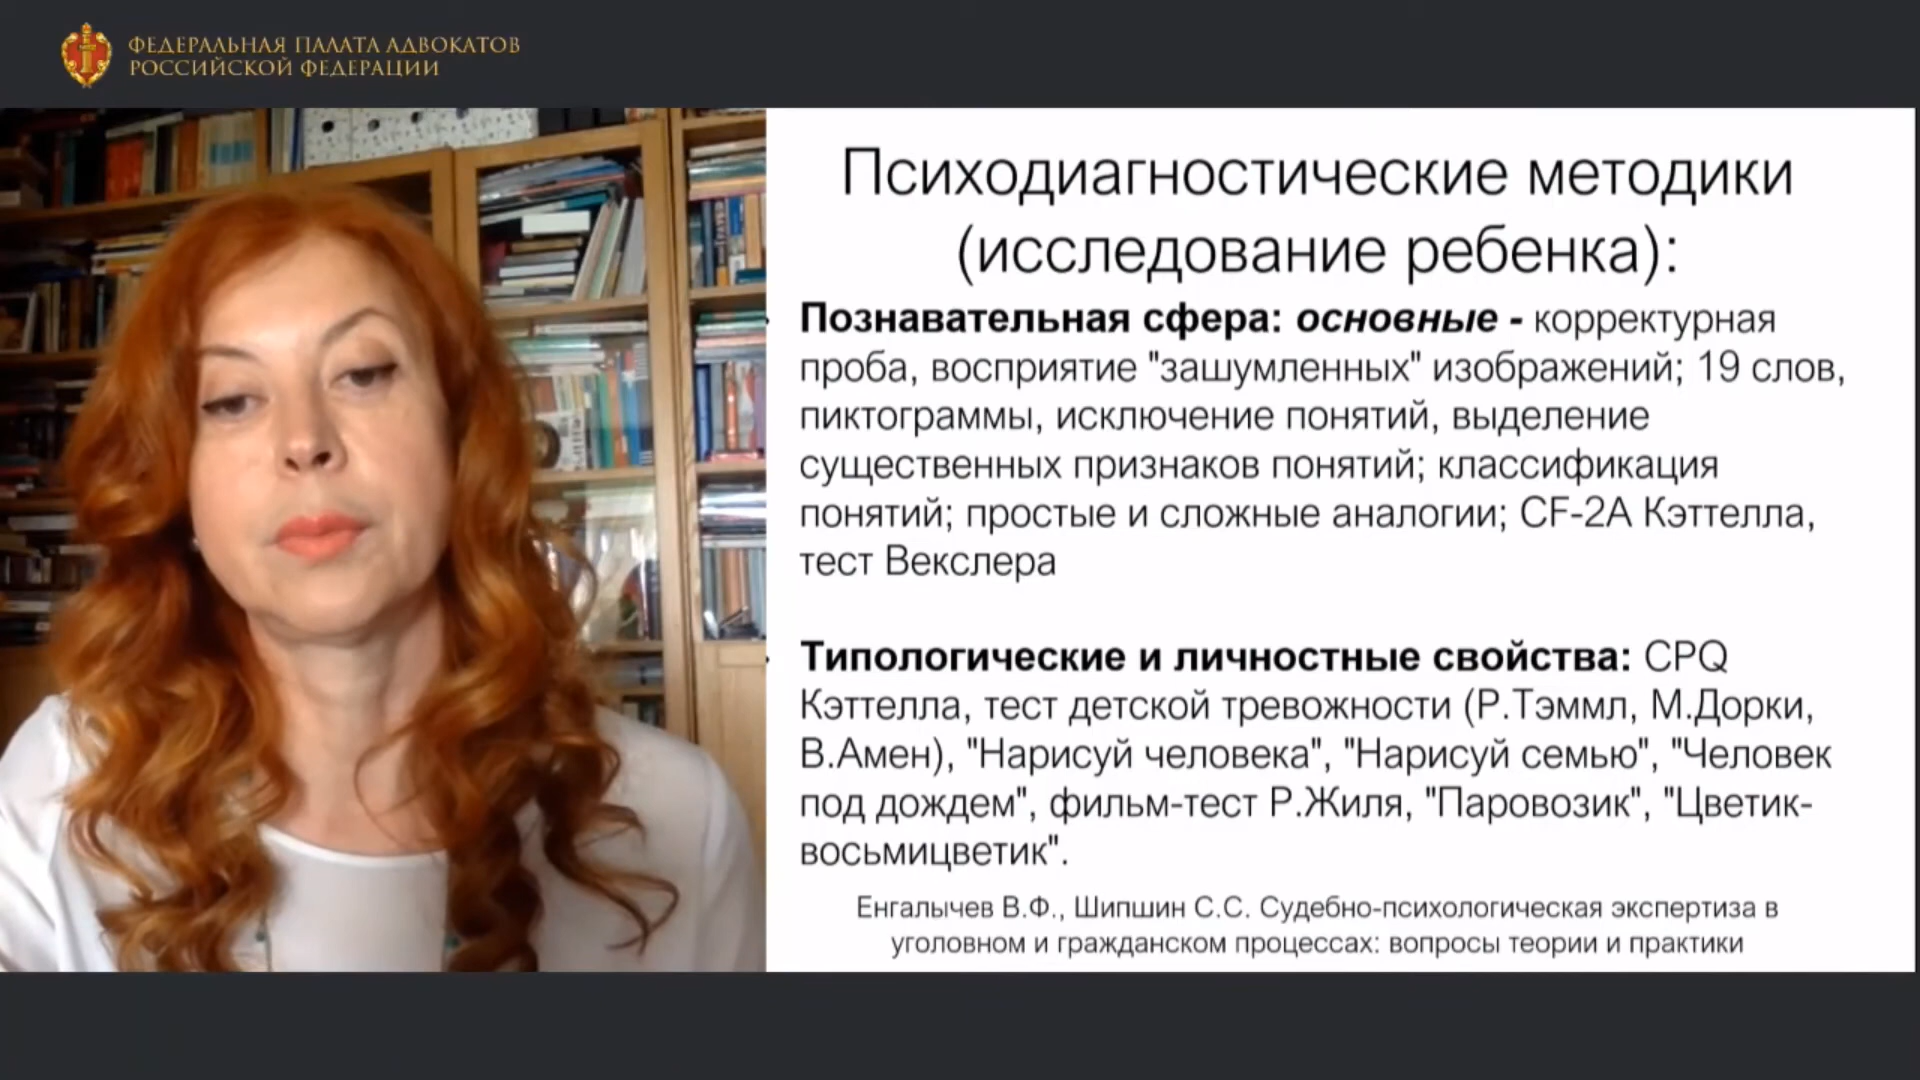 ФЕДЕРАЛЬНАЯ ПАЛАТА АДВОКАТОВ
РОССИЙСКОЙ ФЕДЕРАЦИИ
Психодиагностические методики
(исследование ребенка):
Познавательная сфера: основные - корректурная
проба, восприятие "зашумленных" изображений; 19 слов,
пиктограммы, исключение понятий, выделение
существенных признаков понятий; классификация
понятий; простые и сложные аналогии; CF-2A Кэттелла,
тест Векслера
Типологические и личностные свойства: CPQ
Кэттелла, тест детской тревожности (Р.Тэммл, М.Дорки,
В.Амен), "Нарисуй человека", "Нарисуй семью", "Человек
под дождем", фильм-тест Р.Жиля, "Паровозик", "Цветик-
восьмицветик".
Енгалычев В.Ф., Шипшин С.С. Судебно-психологическая экспертиза в
уголовном и гражданском процессах: вопросы теории и практики